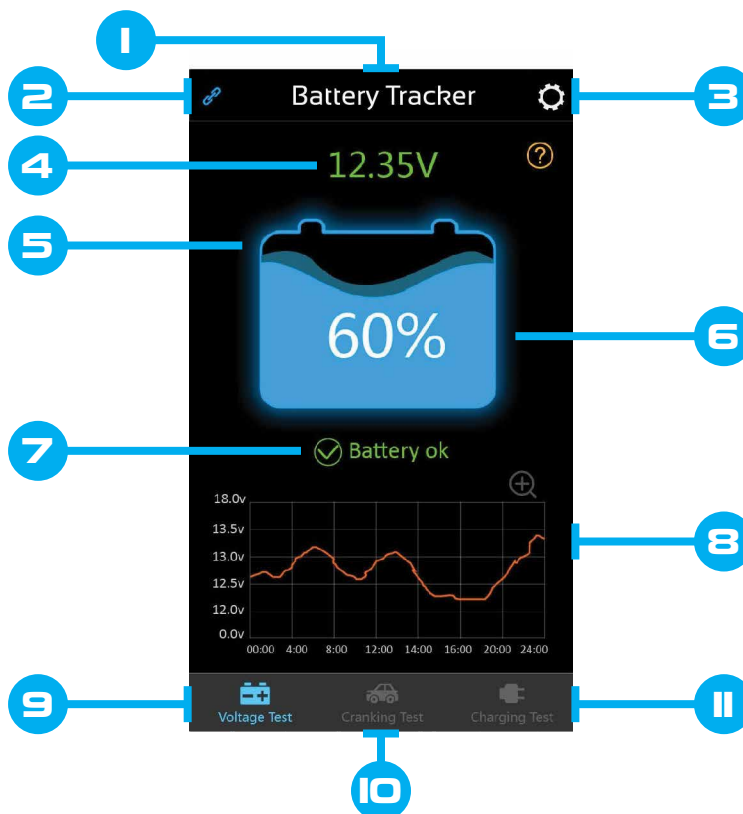 1
2
Battery Tracker
3
4
12.35V
?
5
60%
6
7
Battery ok
18.0v
13.5v
13.0v
12.5v
12.0v
0.0v
8
00:00 4:00 8:00 12:00 14:00 16:00 20:00 24:00
9
Voltage Test
Cranking Test
Charging Test
11
10